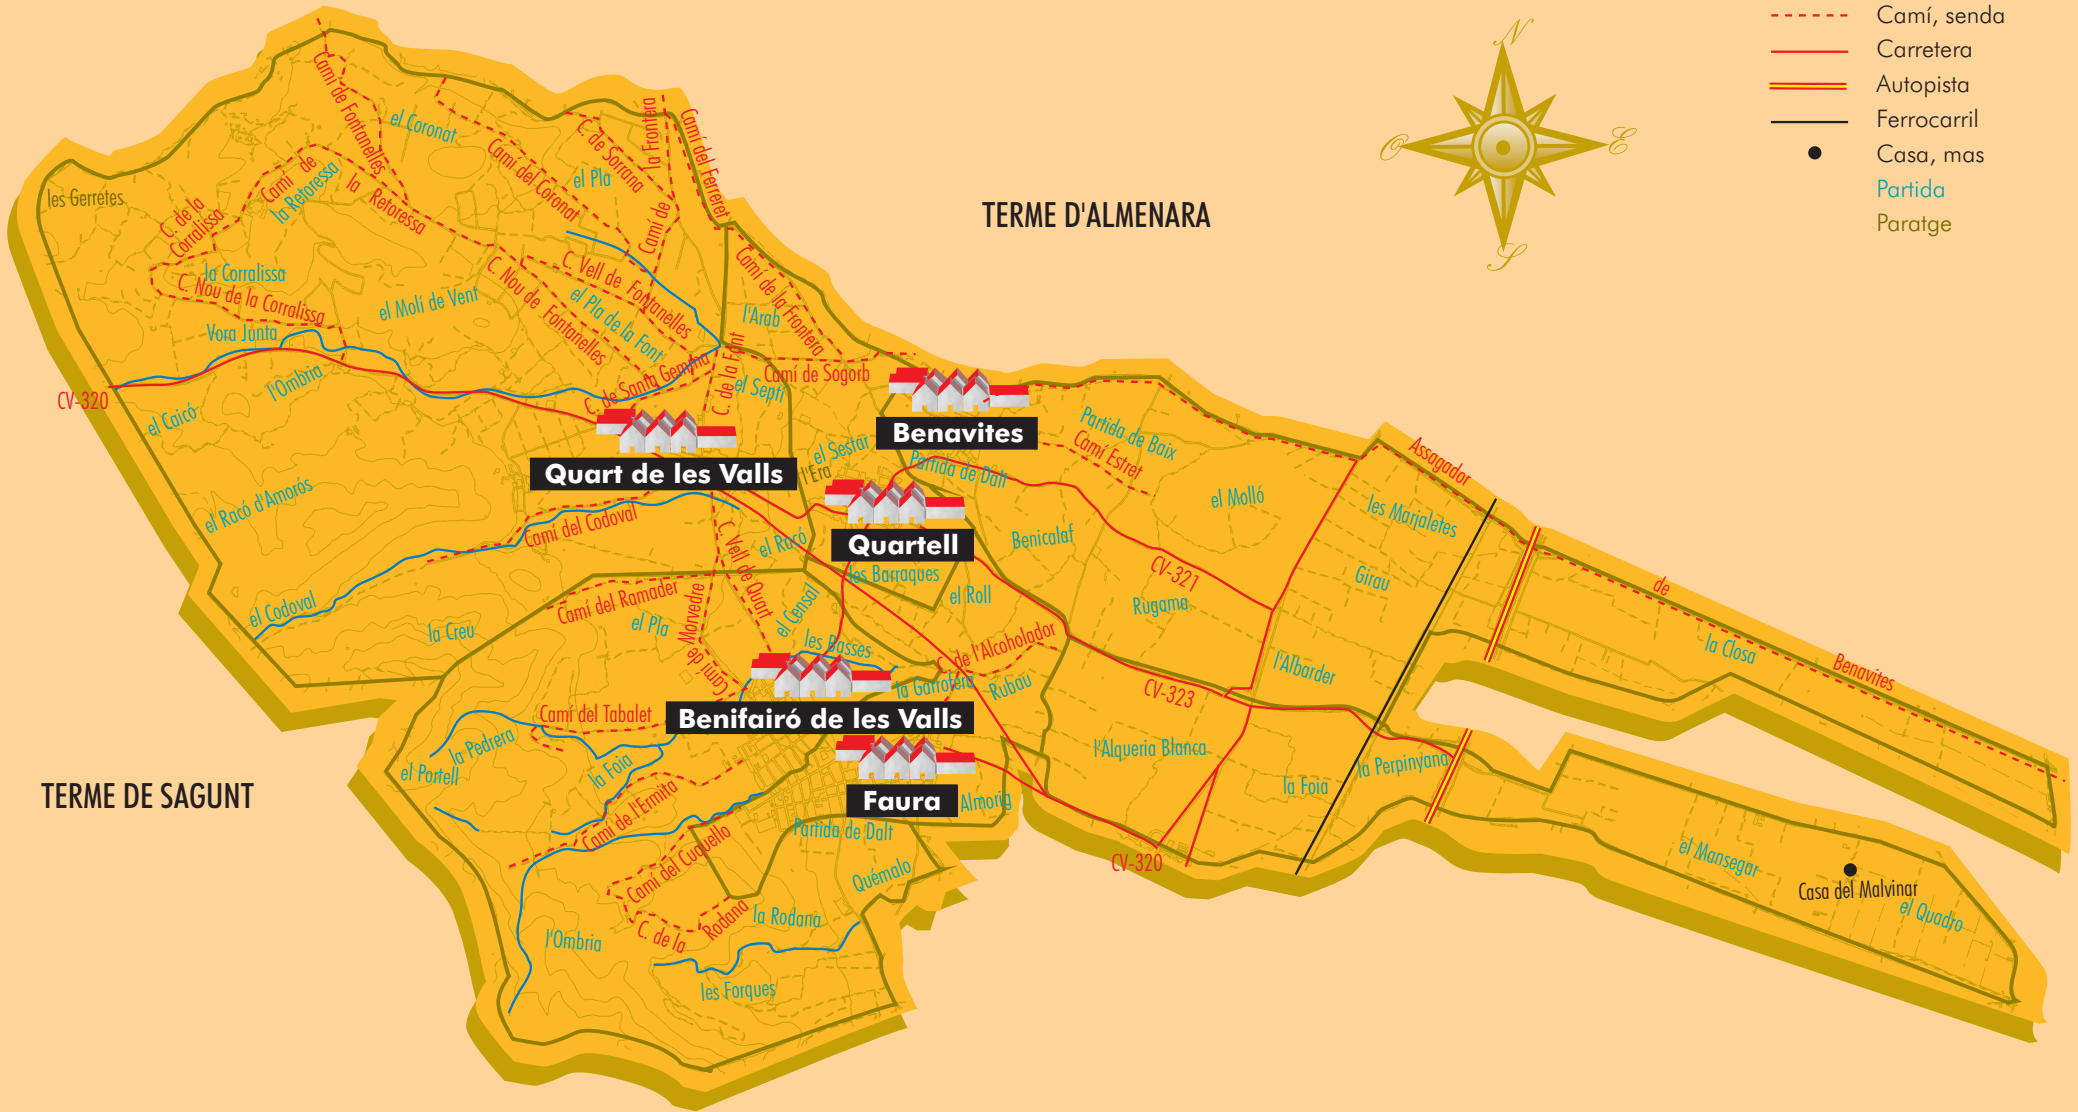 Camí, senda
Carretera
Autopista
Ferrocarril
Casa, mas
Partida
Paratge
N
O
E
S
TERME D'ALMENARA
TERME DE SAGUNT
Camí de Fontanelles
el Coronat
Camí del Coronat
C. de Sorrana
la Frontera
Camí de
Camí del Ferreret
el Pla
les Gerretes
Camí de
la Retoressa
la Retoressa
C. de la
Corralissa
la Corralissa
C. Nou de la Corralissa
Vora Junta
el Molí de Vent
C. Vell de Fontanelles
C. Nou de Fontanelles
el Pla de la Font
Camí de la Frontera
l'Arab
C. de la Font
Camí de Sogorb
el Septi
C. de Santa Gemma
l'Ombria
CV-320
el Caicó
el Racó d'Amorós
Quart de les Valls
Benavites
el Sestar
l'Era
Partida de Dalt
Partida de Baix
Camí Estret
el Molló
Assagador
de
Benavites
les Marjaletes
Girau
Quartell
Benicalaf
CV-321
Rugama
Camí del Codoval
C. Vell de Quart
el Racó
les Barraques
el Roll
el Codoval
la Creu
Camí del Ramader
el Pla
Camí de Morvedre
el Censal
les Basses
C. de l'Alcoholador
la Garrofera
Rubau
CV-323
l'Albarder
la Closa
Camí del Tabalet
Benifairó de les Valls
la Pedrera
el Portell
la Foia
Camí de l'Ermita
l'Alqueria Blanca
la Foia
la Perpinyana
Faura
Almorig
Partida de Dalt
CV-320
Camí del Cuquello
Quémalo
la Rodana
C. de la Rodana
l'Ombria
les Forques
el Mansegar
Casa del Malvinar
el Quadro